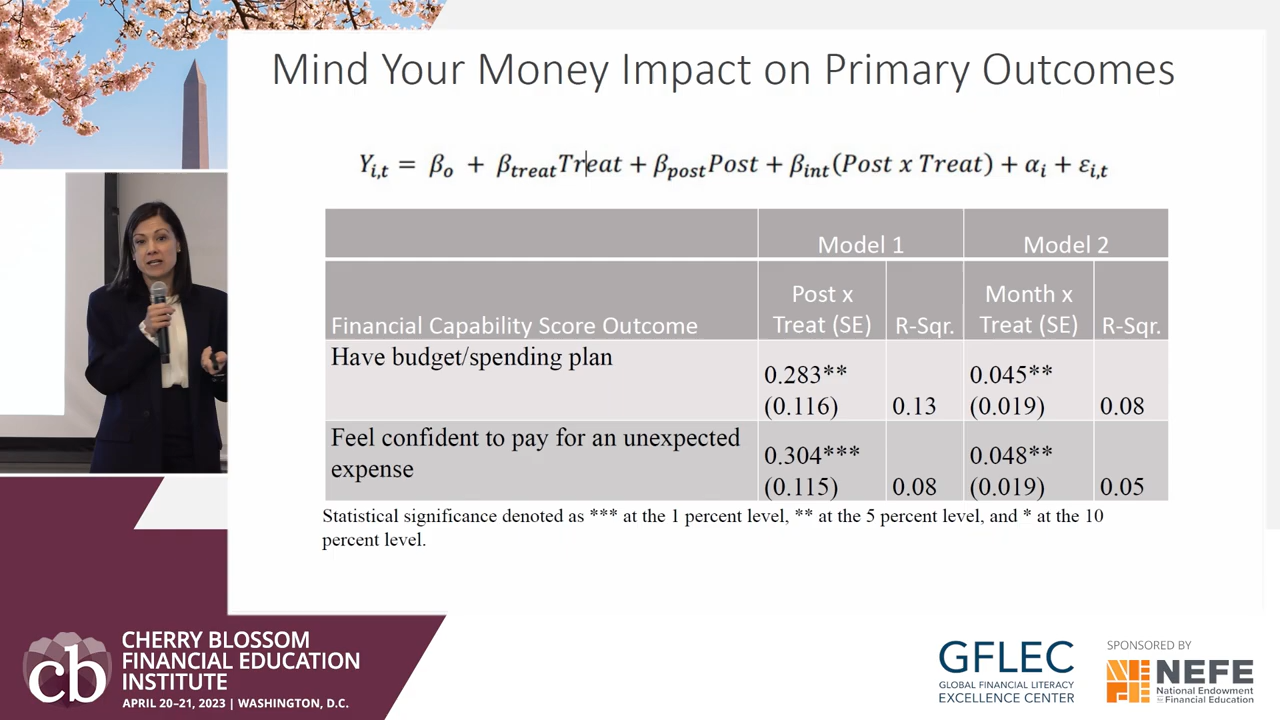 Mind Your Money Impact on Primary Outcomes
Y_{i,t} = β_o + β_{treat}Treat + β_{post}Post + β_{int}(Post x Treat) + α_i + ε_{i,t}
Model 1
Model 2
Financial Capability Score Outcome
Post x
Treat (SE)
R-Sqr.
Month x
Treat (SE)
R-Sqr.
Have budget/spending plan
0.283**
(0.116)
0.13
0.045**
(0.019)
0.08
Feel confident to pay for an unexpected
expense
0.304***
(0.115)
0.08
0.048**
(0.019)
0.05
Statistical significance denoted as *** at the 1 percent level, ** at the 5 percent level, and * at the 10
percent level.
cb
CHERRY BLOSSOM
FINANCIAL EDUCATION
INSTITUTE
APRIL 20–21, 2023 | WASHINGTON, D.C.
GFLEC
GLOBAL FINANCIAL LITERACY
EXCELLENCE CENTER
SPONSORED BY
NEFE
National Endowment
for Financial Education